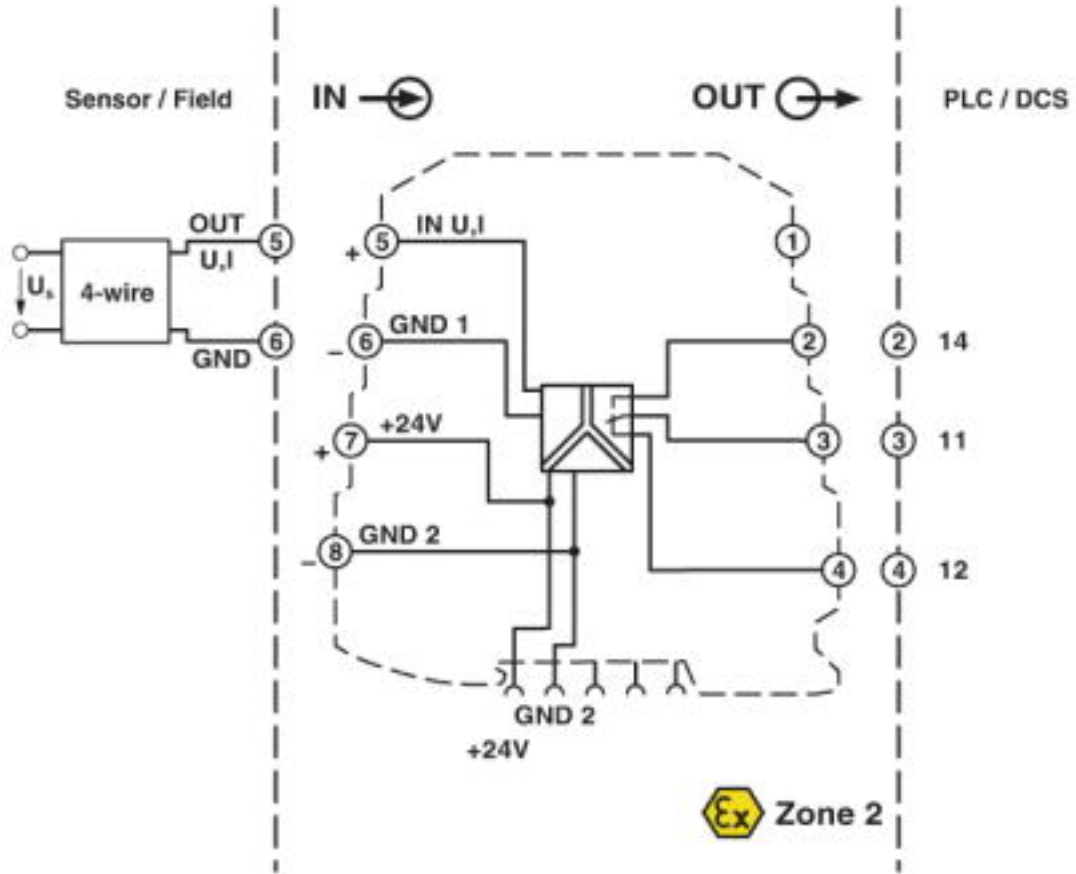 Sensor / Field
IN
OUT
PLC / DCS
OUT
5
5
IN U,I
1
+
U,I
Us
4-wire
6
GND
6
GND 1
–
2
2
14
7
+24V
+
3
3
11
8
GND 2
–
4
4
12
GND 2
+24V
Ex Zone 2